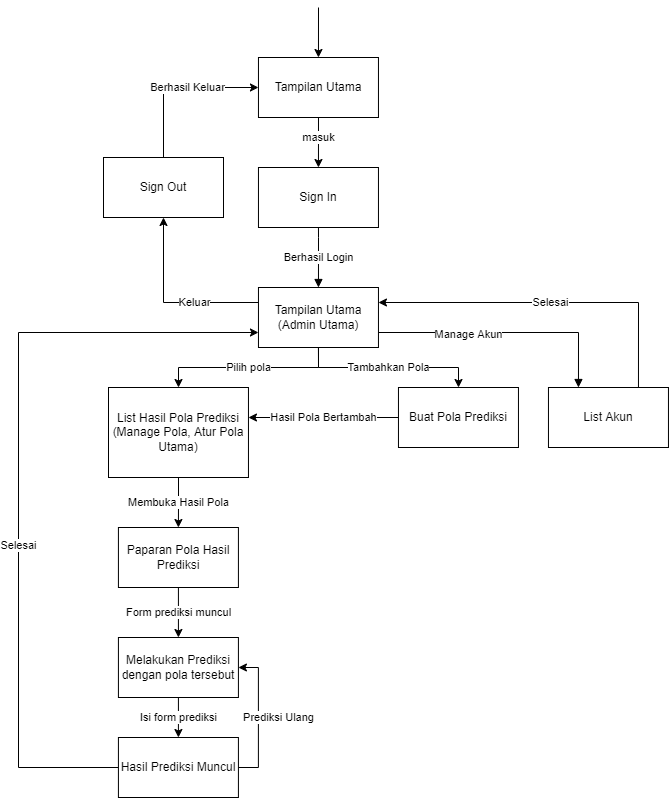 Tampilan Utama
Berhasil Keluar
masuk
Sign Out
Sign In
Berhasil Login
Keluar
Tampilan Utama
(Admin Utama)
Selesai
Manage Akun
Pilih pola
Tambahkan Pola
List Hasil Pola Prediksi
(Manage Pola, Atur Pola
Utama)
Hasil Pola Bertambah
Buat Pola Prediksi
List Akun
Membuka Hasil Pola
Paparan Pola Hasil
Prediksi
Selesai
Form prediksi muncul
Melakukan Prediksi
dengan pola tersebut
Isi form prediksi
Prediksi Ulang
Hasil Prediksi Muncul